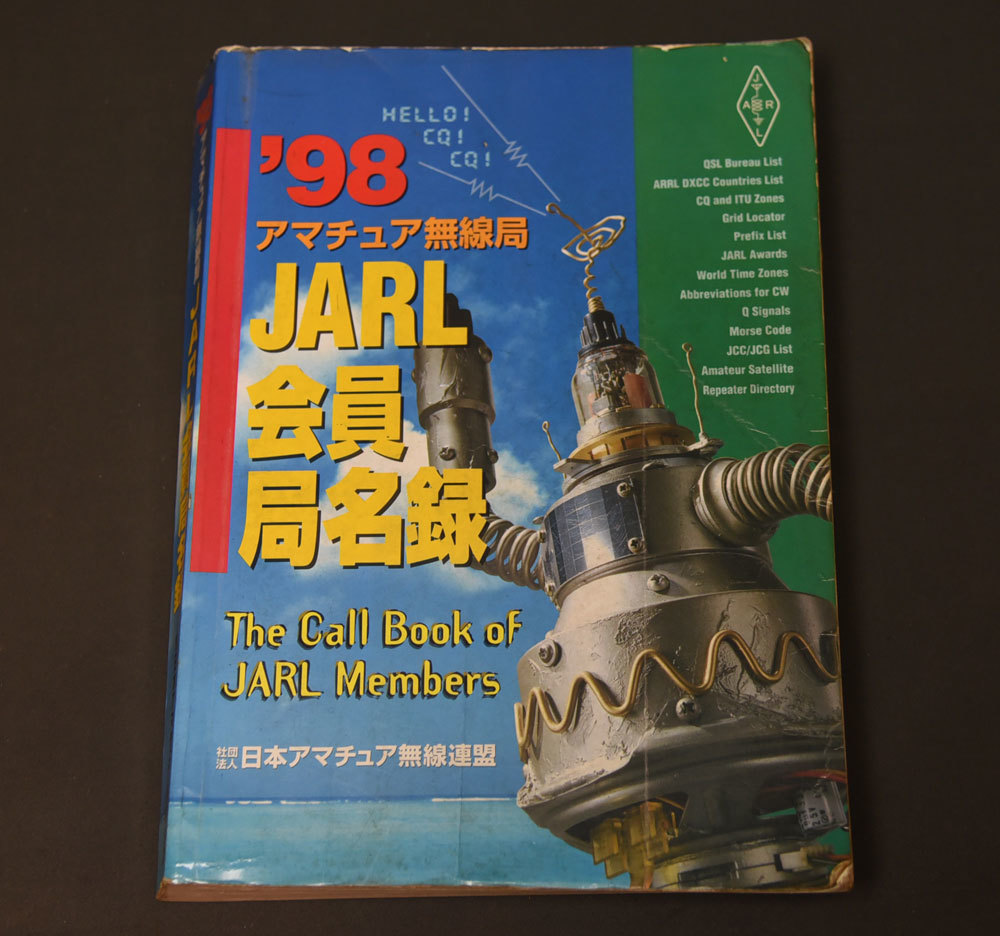 HELLO!
CQ!
CQ!
'98
アマチュア無線局
JARL
会員
局名録
The Call Book of
JARL Members
社団
法人 日本アマチュア無線連盟
J
A R
L
QSL Bureau List
ARRL DXCC Countries List
CQ and ITU Zones
Grid Locator
Prefix List
JARL Awards
World Time Zones
Abbreviations for CW
Q Signals
Morse Code
JCC/JCG List
Amateur Satellite
Repeater Directory